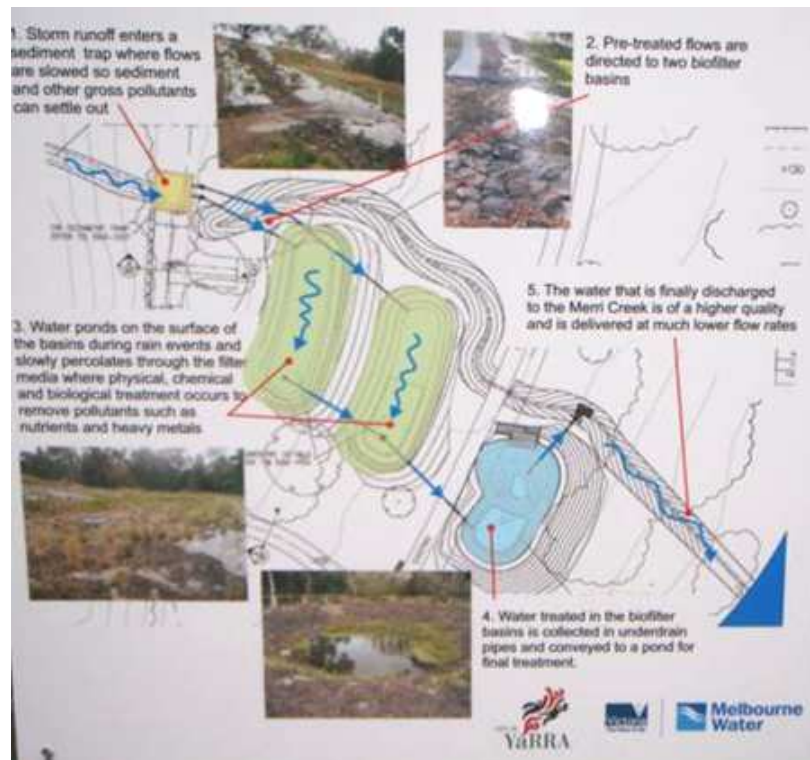 1. Storm runoff enters a
sediment trap where flows
are slowed so sediment
and other gross pollutants
can settle out
2. Pre-treated flows are
directed to two biofilter
basins
3. Water ponds on the surface of
the basins during rain events and
slowly percolates through the filter
media where physical, chemical
and biological treatment occurs to
remove pollutants such as
nutrients and heavy metals
5. The water that is finally discharged
to the Merri Creek is of a higher quality
and is delivered at much lower flow rates
4. Water treated in the biofilter
basins is collected in underdrain
pipes and conveyed to a pond for
final treatment.
YaRRA
Victoria
Melbourne
Water